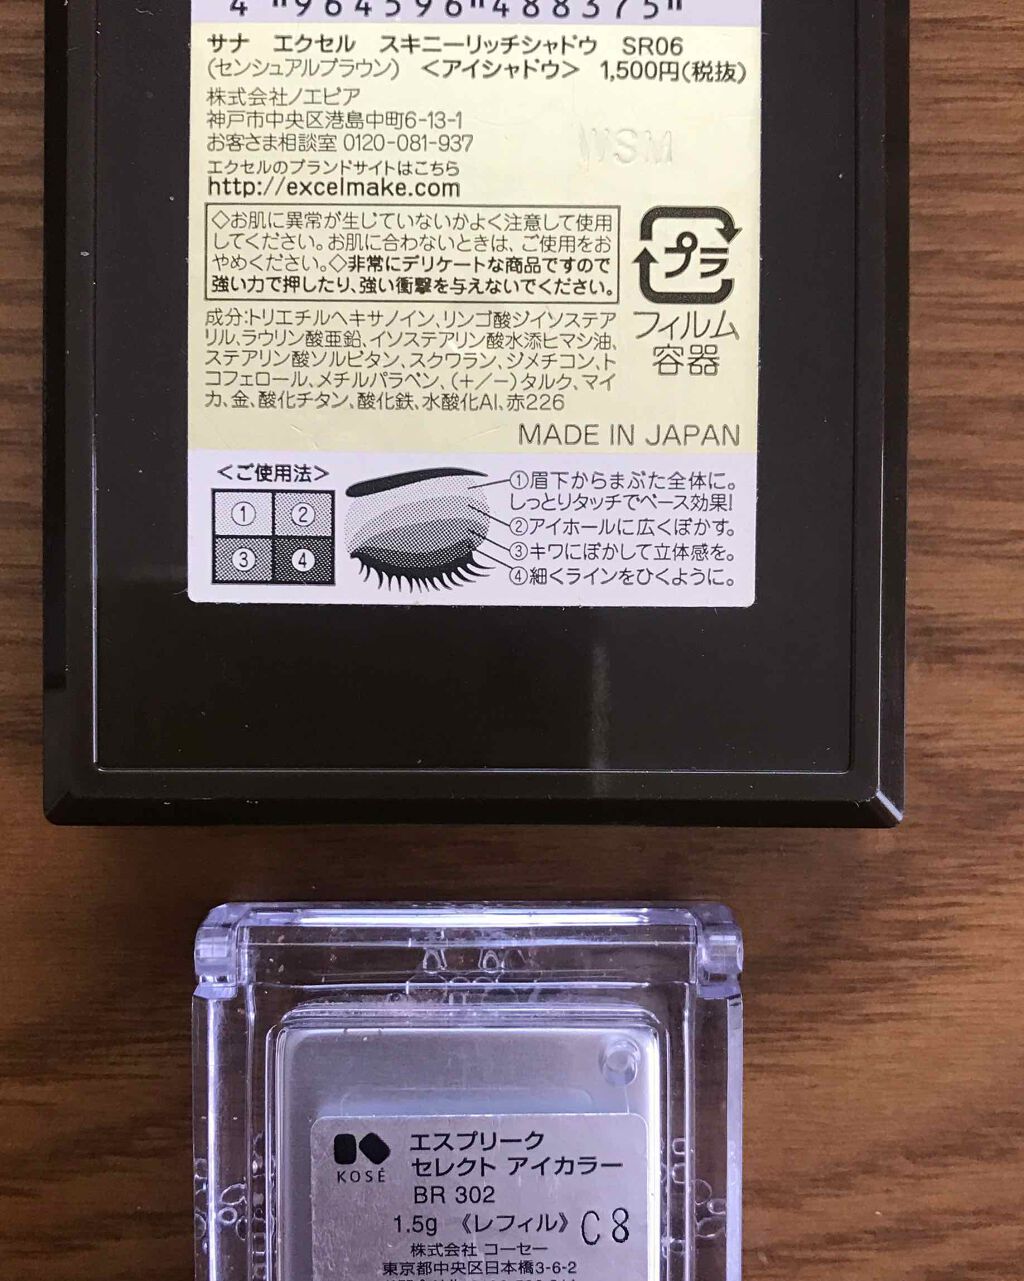 4 964596 488375
サナ エクセル スキニーリッチシャドウ SR06
(センシュアルブラウン) <アイシャドウ> 1,500円(税抜)
株式会社ノエビア
神戸市中央区港島中町6-13-1
お客さま相談室 0120-081-937
エクセルのブランドサイトはこちら
http://excelmake.com
WSM
◇お肌に異常が生じていないかよく注意して使用
してください。お肌に合わないときは、ご使用をお
やめください。◇非常にデリケートな商品ですので
強い力で押したり、強い衝撃を与えないでください。
プラ
フィルム
容器
成分:トリエチルヘキサノイン、リンゴ酸ジイソステア
リル、ラウリン酸亜鉛、イソステアリン酸水添ヒマシ油、
ステアリン酸ソルビタン、スクワラン、ジメチコン、ト
コフェロール、メチルパラベン、(+/-)タルク、マイ
カ、金、酸化チタン、酸化鉄、水酸化Al、赤226
MADE IN JAPAN
<ご使用法>
① ②
③ ④
①眉下からまぶた全体に。
しっとりタッチでベース効果!
②アイホールに広くぼかす。
③キワにぼかして立体感を。
④細くラインをひくように。
KOSÉ
エスプリーク
セレクト アイカラー
BR 302
1.5g 《レフィル》 C8
株式会社 コーセー
東京都中央区日本橋3-6-2